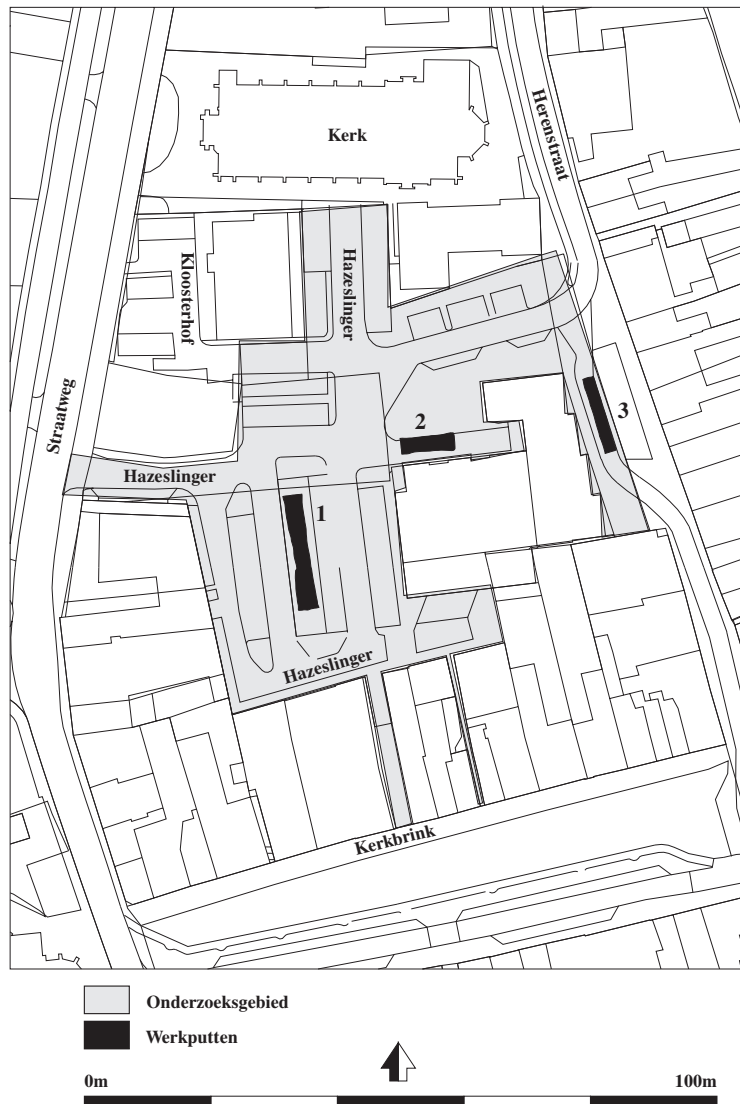 Kerk
Herenstraat
Kloosterhof
Hazeslinger
Straatweg
2
3
Hazeslinger
1
Hazeslinger
Kerkbrink
Onderzoeksgebied
Werkputten
0m
100m